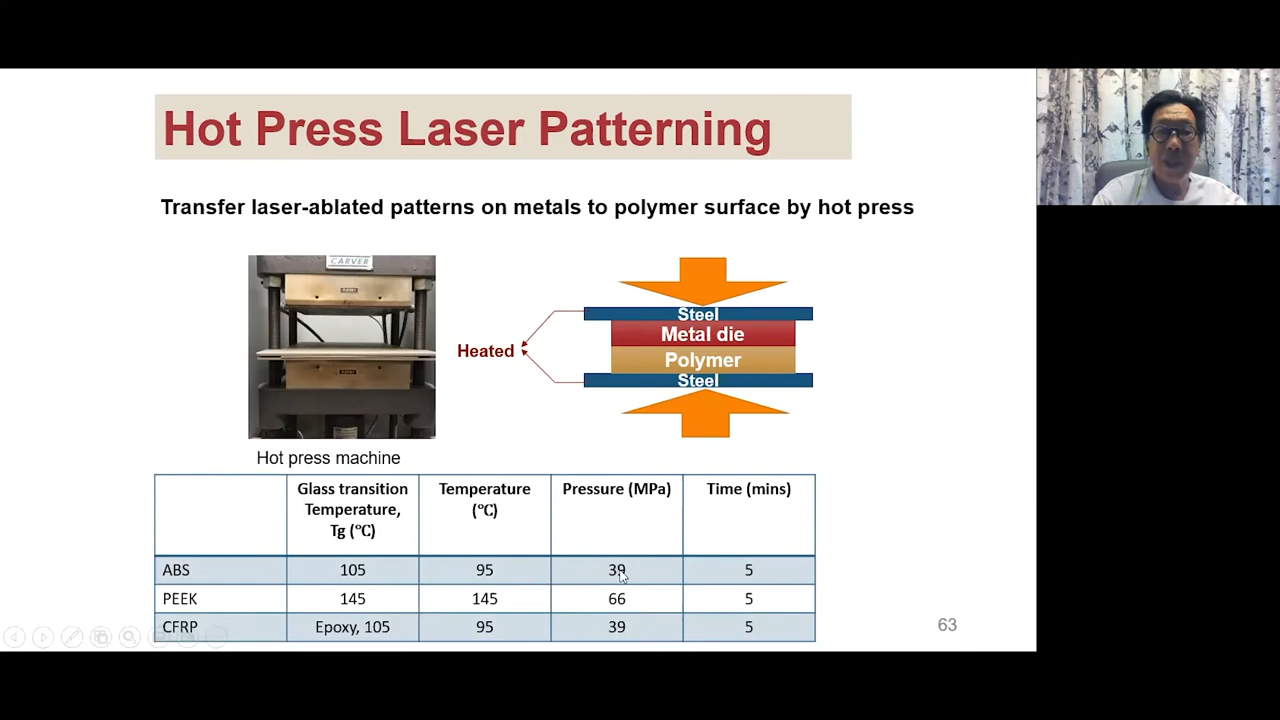 Hot Press Laser Patterning
Transfer laser-ablated patterns on metals to polymer surface by hot press
CARVER
Heated
Steel
Metal die
Polymer
Steel
Hot press machine
Glass transition Temperature, Tg (℃) Temperature (℃) Pressure (MPa) Time (mins)
ABS 105 95 39 5
PEEK 145 145 66 5
CFRP Epoxy, 105 95 39 5
63